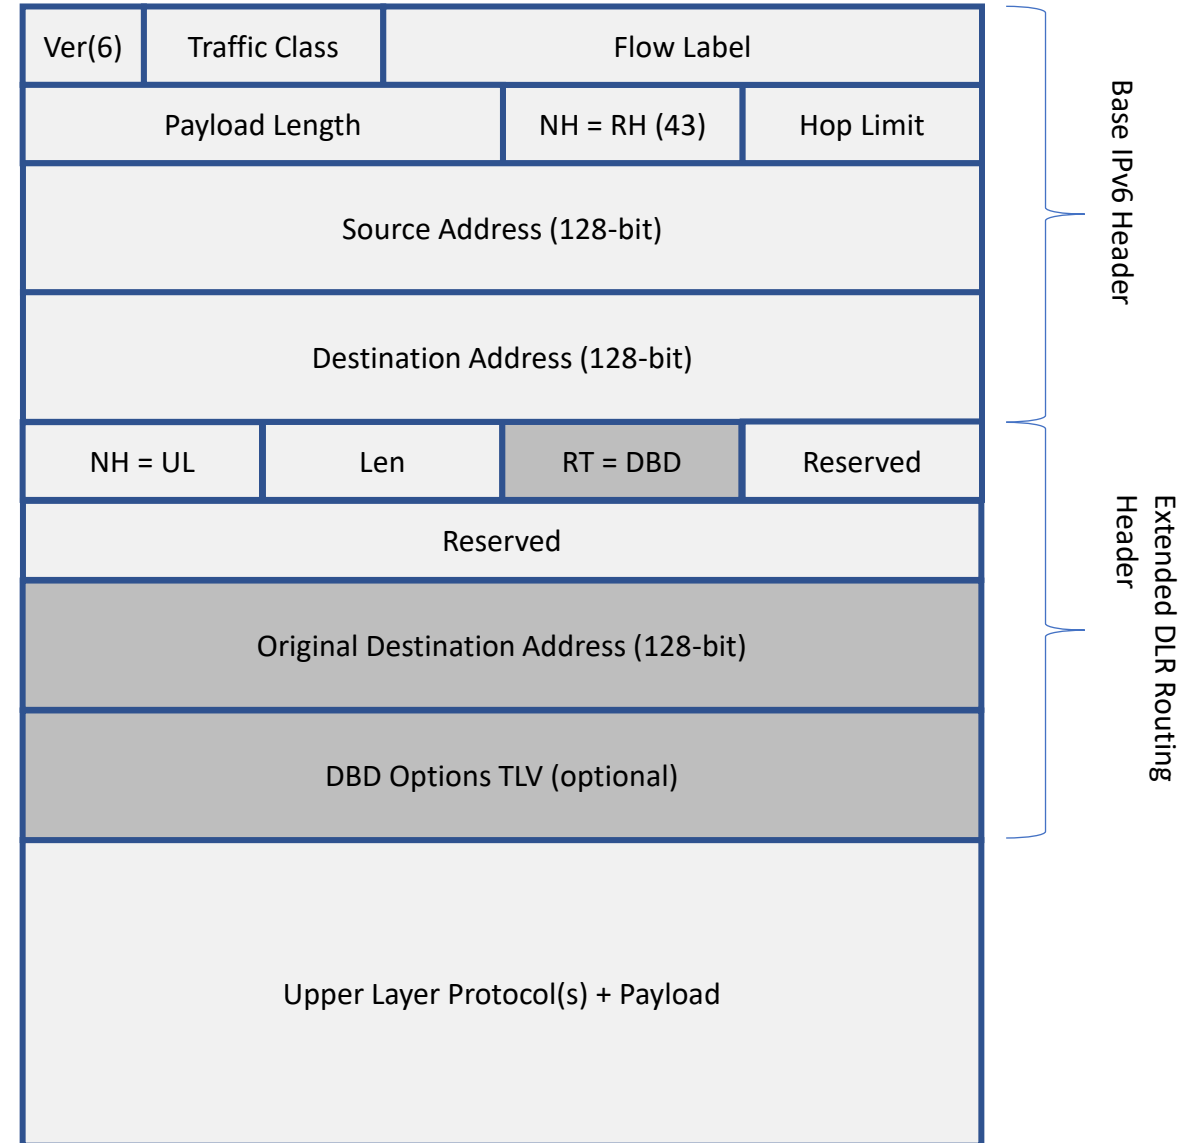 Ver(6)
Traffic Class
Flow Label
Payload Length
NH = RH (43)
Hop Limit
Source Address (128-bit)
Destination Address (128-bit)
Base IPv6 Header
NH = UL
Len
RT = DBD
Reserved
Reserved
Original Destination Address (128-bit)
DBD Options TLV (optional)
Extended DLR Routing
Header
Upper Layer Protocol(s) + Payload